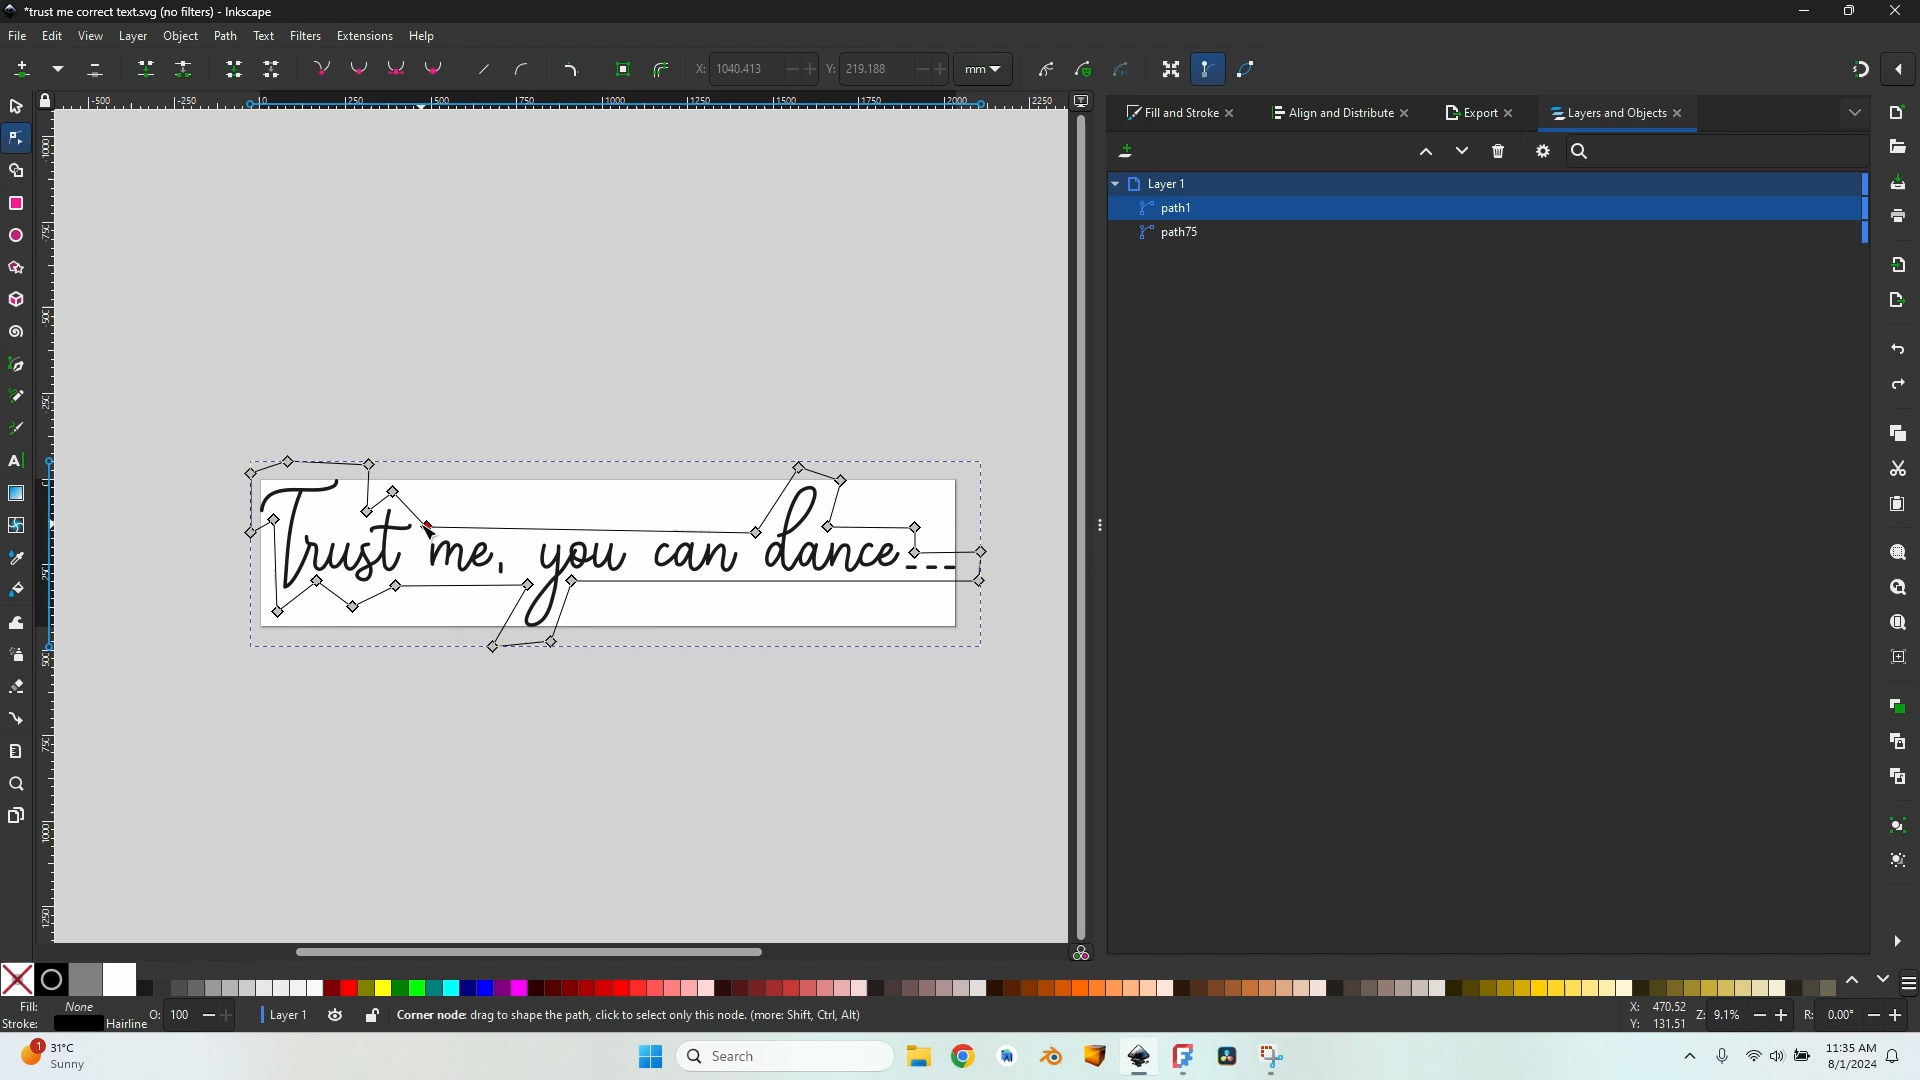 *trust me correct text.svg (no filters) - Inkscape
File Edit View Layer Object Path Text Filters Extensions Help
X: 1040.413 Y: 219.188 mm
Fill and Stroke Align and Distribute Export Layers and Objects
Layer 1
path1
path75
Trust me, you can dance---
Fill: None
Stroke: Hairline O: 100 Layer 1 Corner node: drag to shape the path, click to select only this node. (more: Shift, Ctrl, Alt) X: 470.52 Y: 131.51 Z: 9.1% R: 0.00°
31°C
Sunny
Search
11:35 AM
8/1/2024